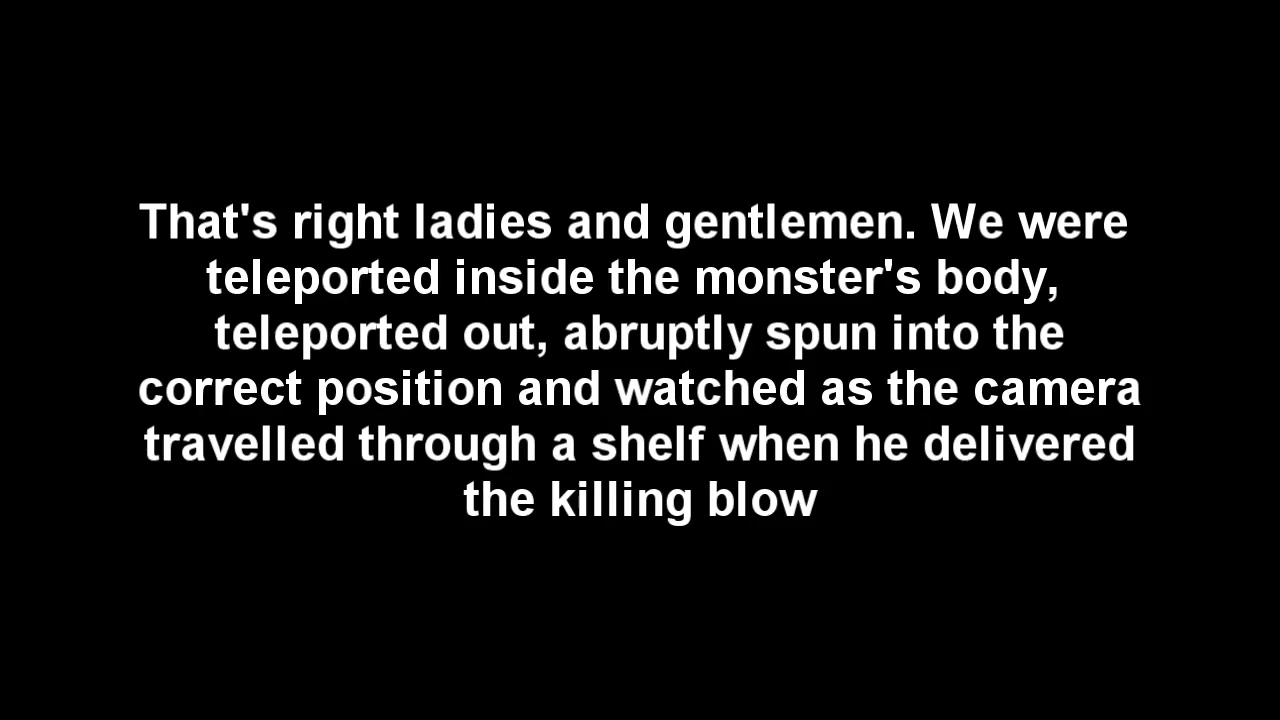 That's right ladies and gentlemen. We were
teleported inside the monster's body,
teleported out, abruptly spun into the
correct position and watched as the camera
travelled through a shelf when he delivered
the killing blow